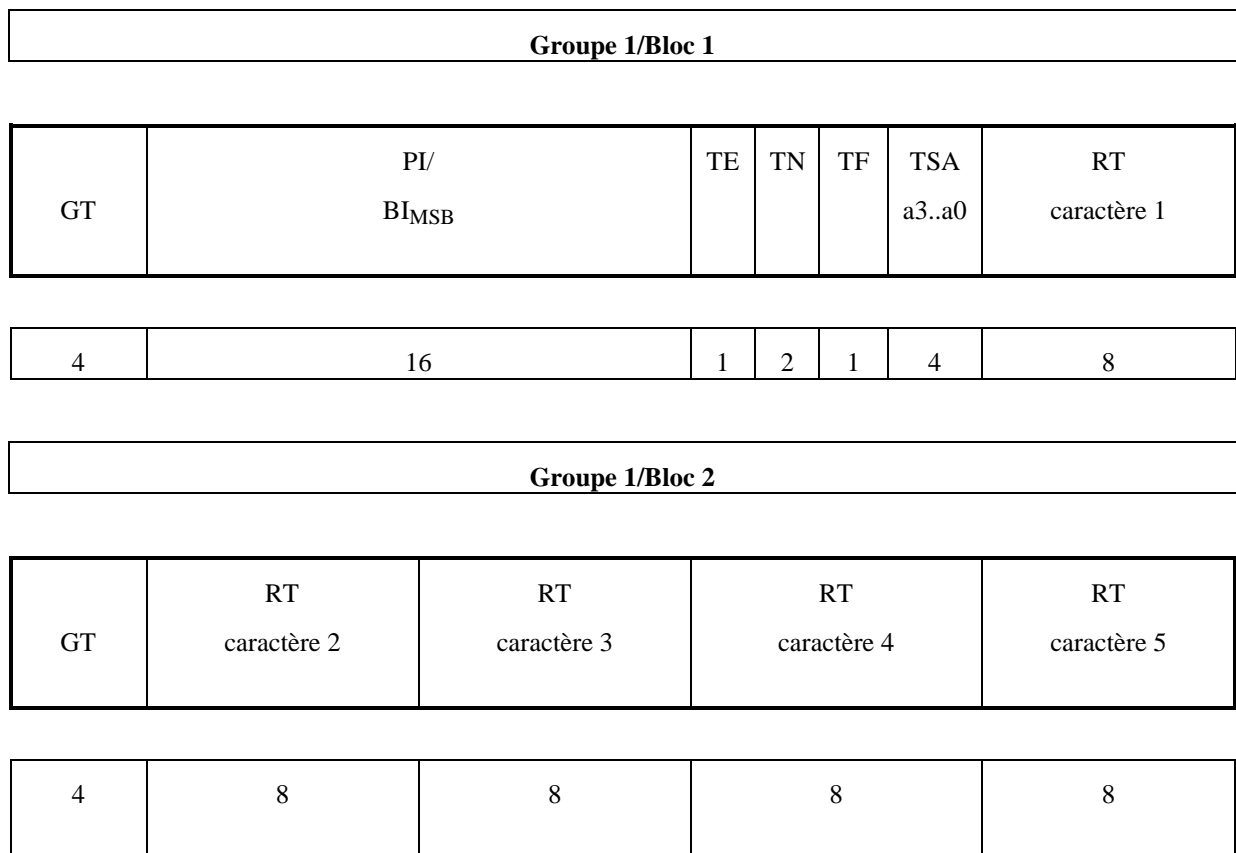 Groupe 1/Bloc 1
GT
PI/
BIMSB
TE
TN
TF
TSA
a3..a0
RT
caractère 1
4
16
1
2
1
4
8
Groupe 1/Bloc 2
GT
RT
caractère 2
RT
caractère 3
RT
caractère 4
RT
caractère 5
4
8
8
8
8